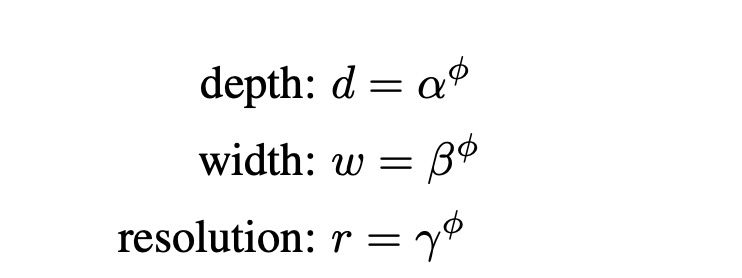 depth: d = α^ϕ
width: w = β^ϕ
resolution: r = γ^ϕ